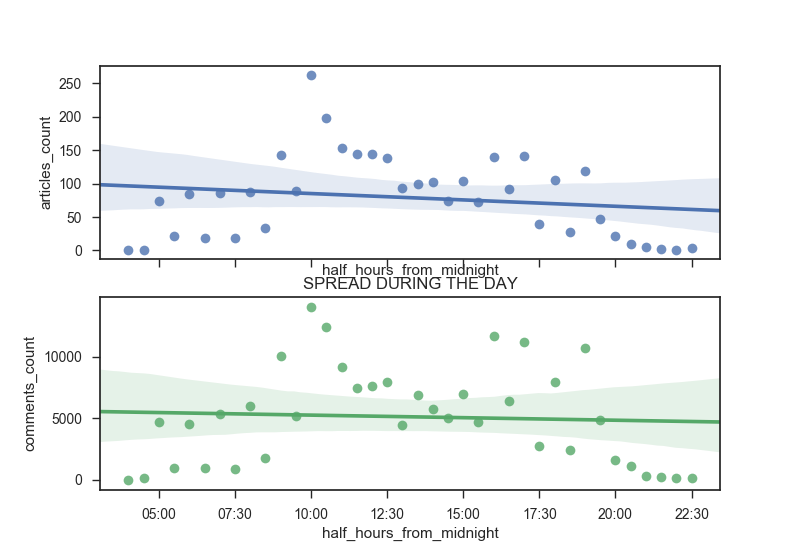 250
200
150
100
50
0
articles_count
half_hours_from_midnight
SPREAD DURING THE DAY
10000
5000
0
comments_count
05:00 07:30 10:00 12:30 15:00 17:30 20:00 22:30
half_hours_from_midnight